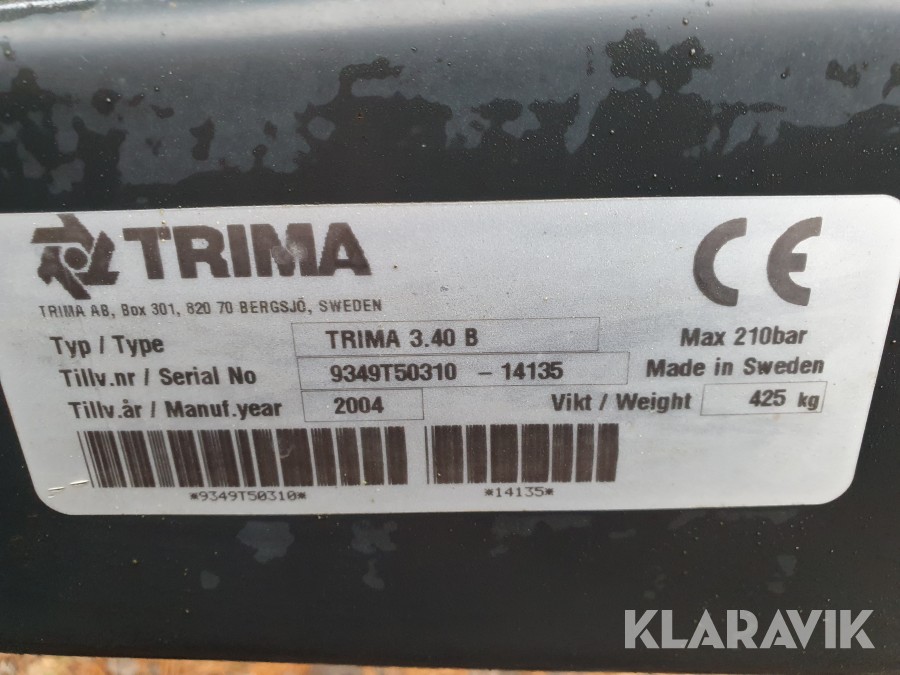 TRIMA
CE
TRIMA AB, Box 301, 820 70 BERGSJÖ, SWEDEN
Typ / Type TRIMA 3.40 B Max 210bar
Tillv.nr / Serial No 9349T50310 - 14135 Made in Sweden
Tillv.år / Manuf.year 2004 Vikt / Weight 425 kg
*9349T50310* *14135*
KLARAVIK